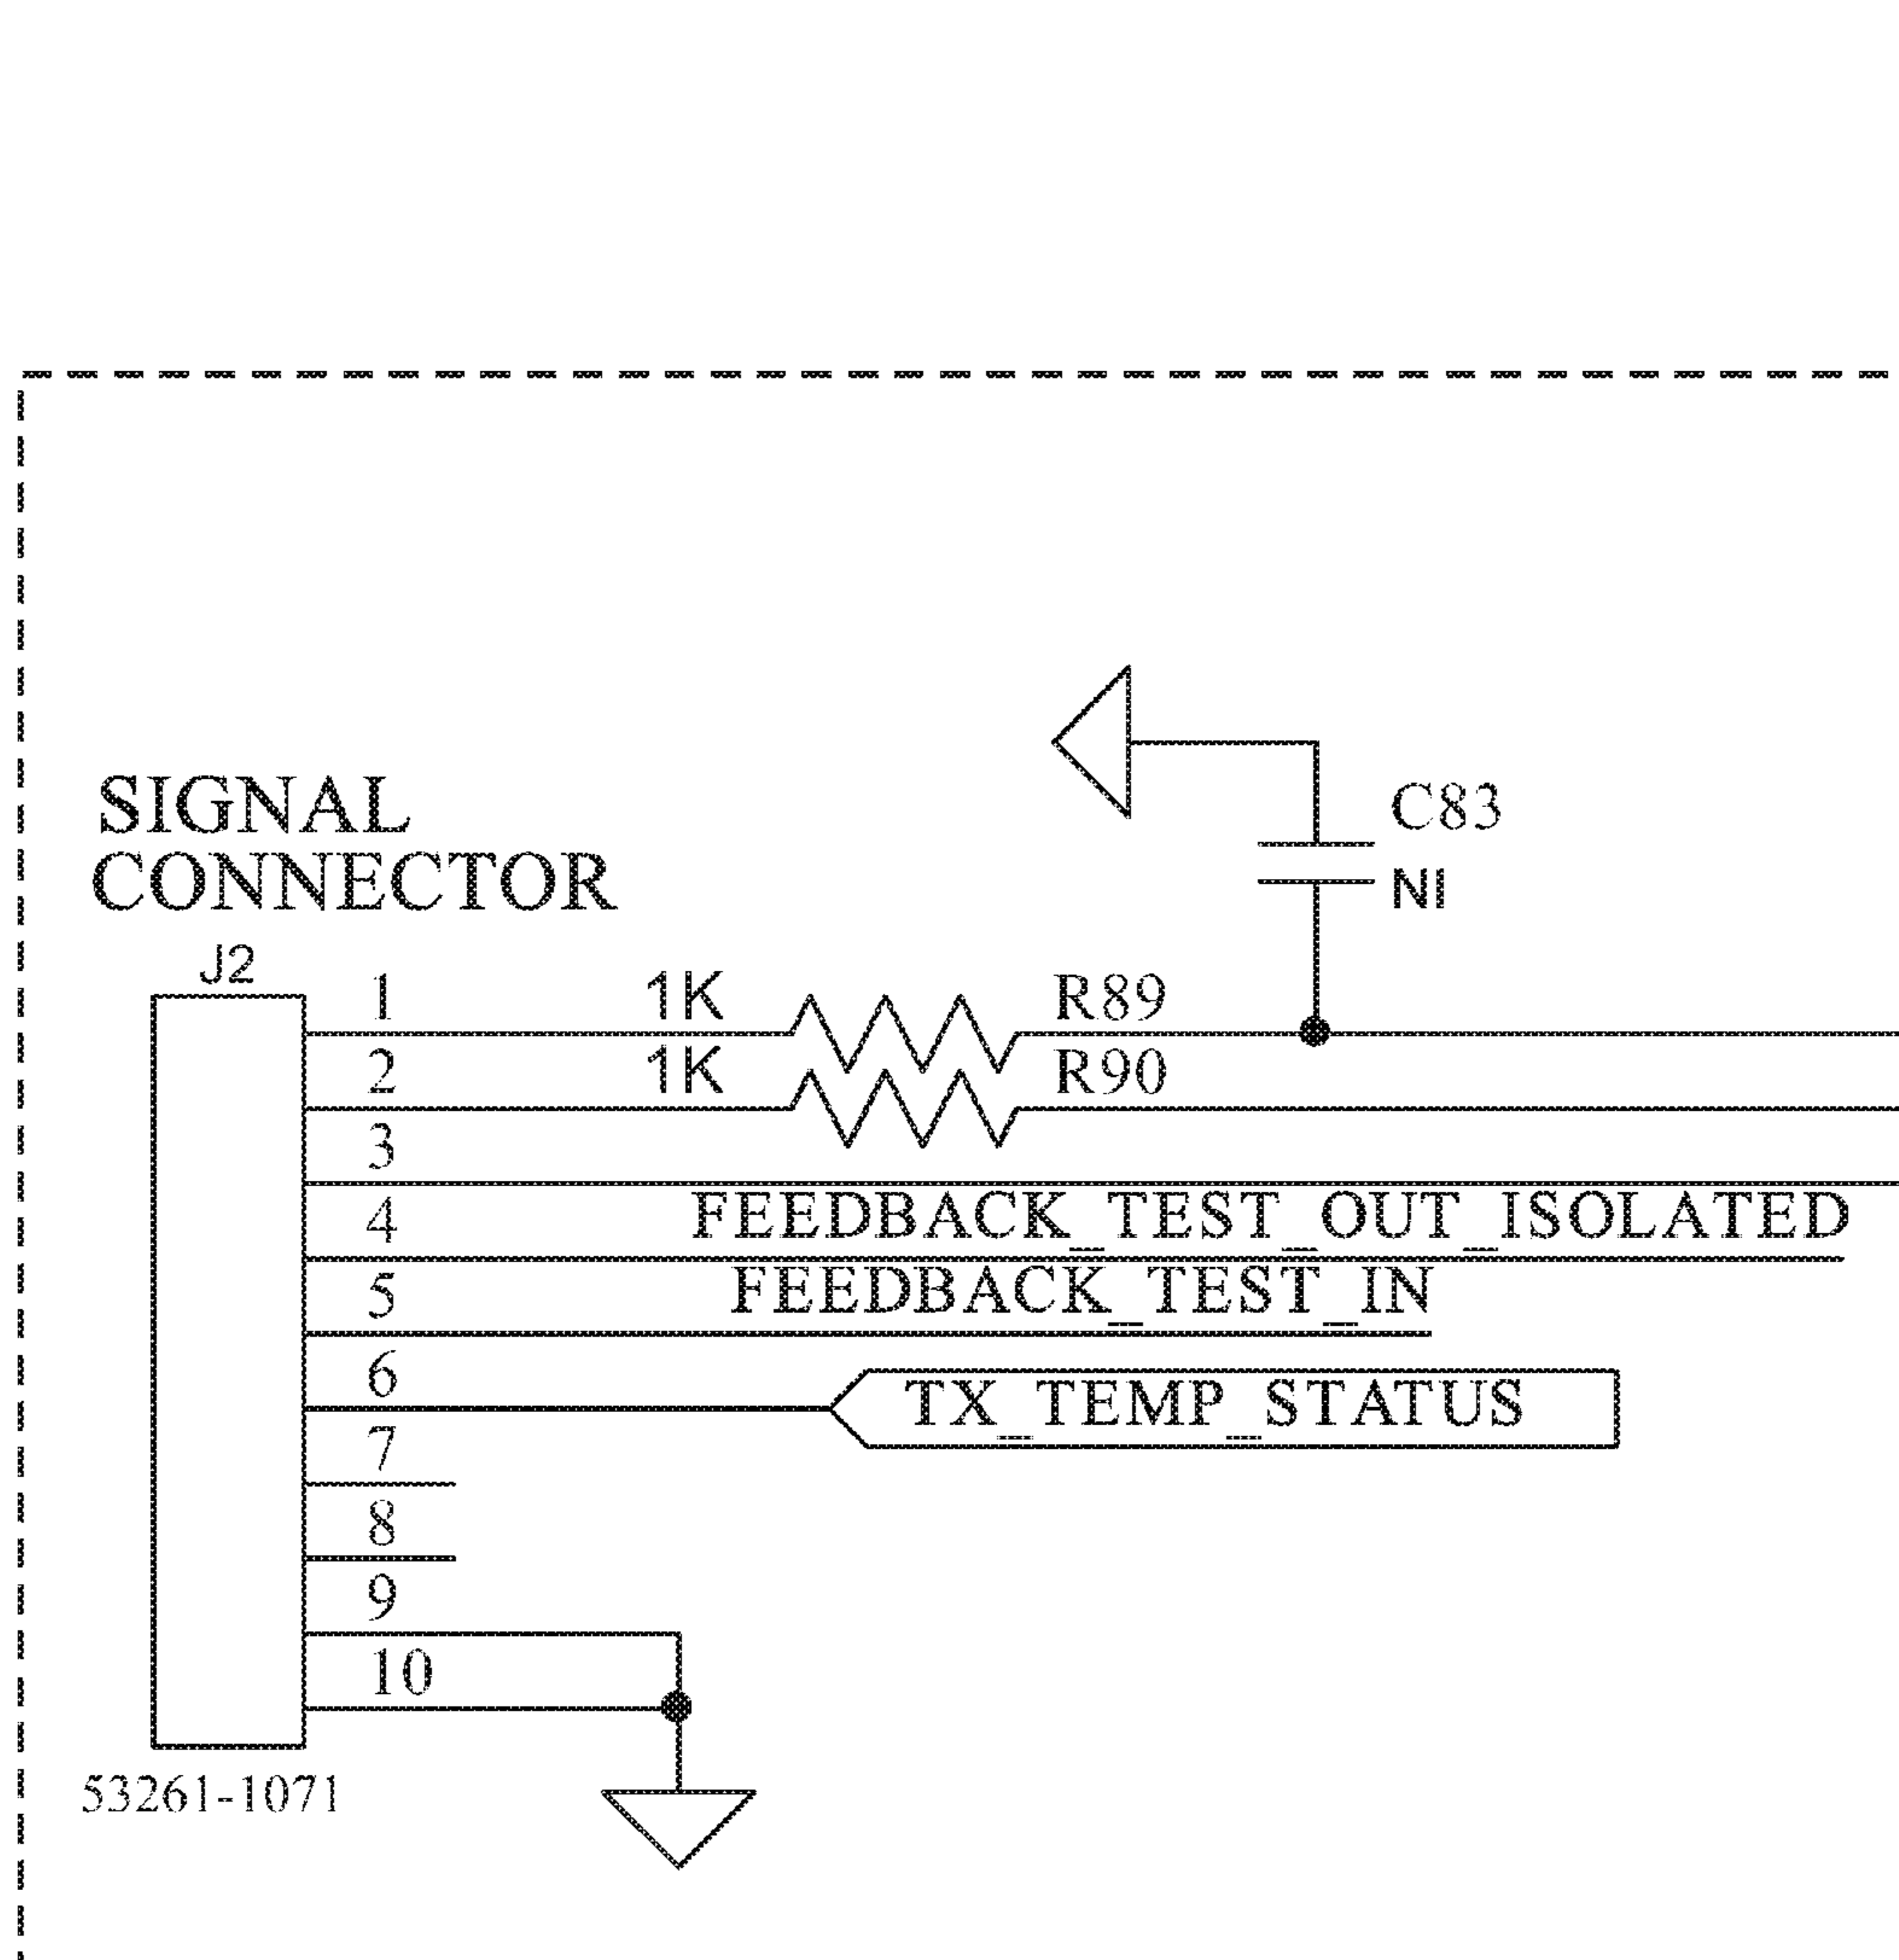 SIGNAL
CONNECTOR
C83
NI
J2
1 1K R89
2 1K R90
3
4 FEEDBACK_TEST_OUT_ISOLATED
5 FEEDBACK_TEST_IN
6 TX_TEMP_STATUS
7
8
9
10
53261-1071